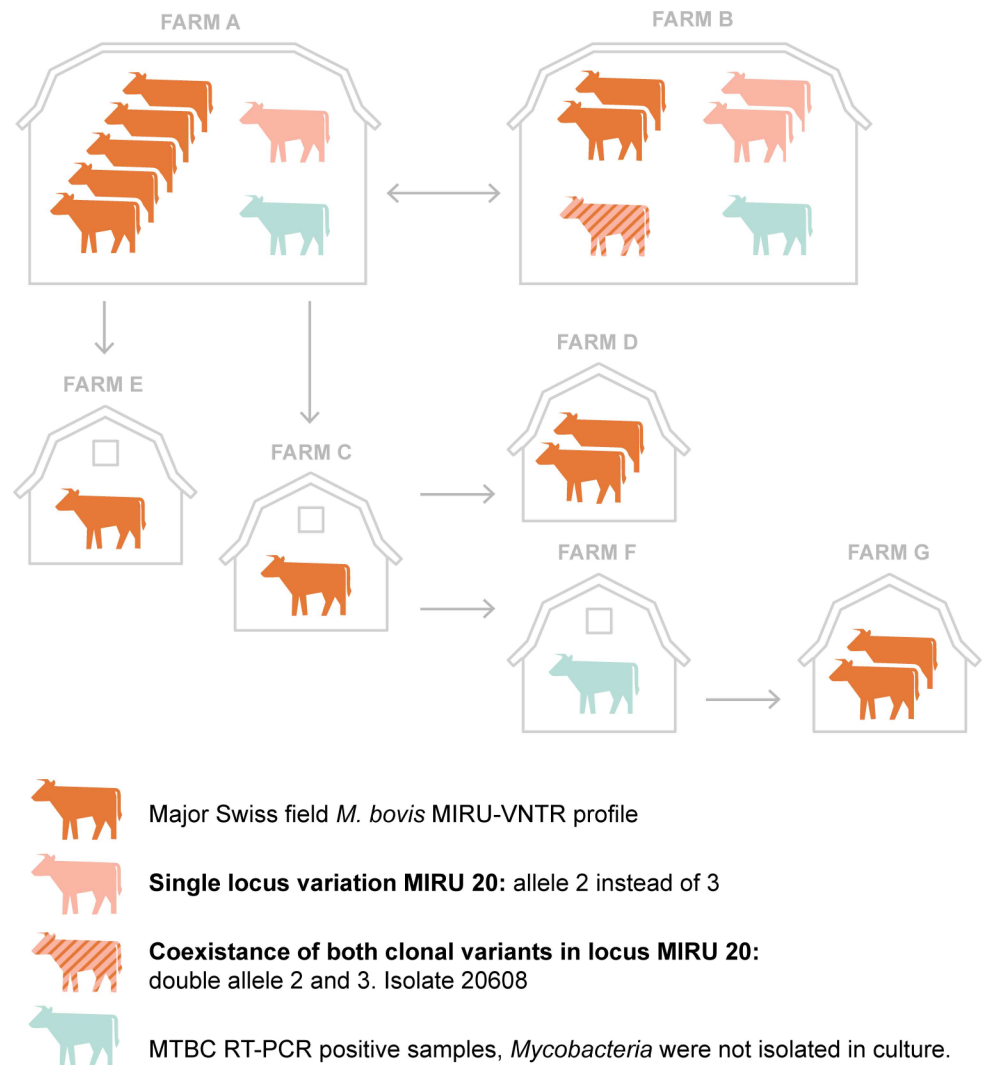 FARM A
FARM B
FARM D
FARM E
FARM C
FARM F
FARM G
Major Swiss field M. bovis MIRU-VNTR profile
Single locus variation MIRU 20: allele 2 instead of 3
Coexistance of both clonal variants in locus MIRU 20:
double allele 2 and 3. Isolate 20608
MTBC RT-PCR positive samples, Mycobacteria were not isolated in culture.